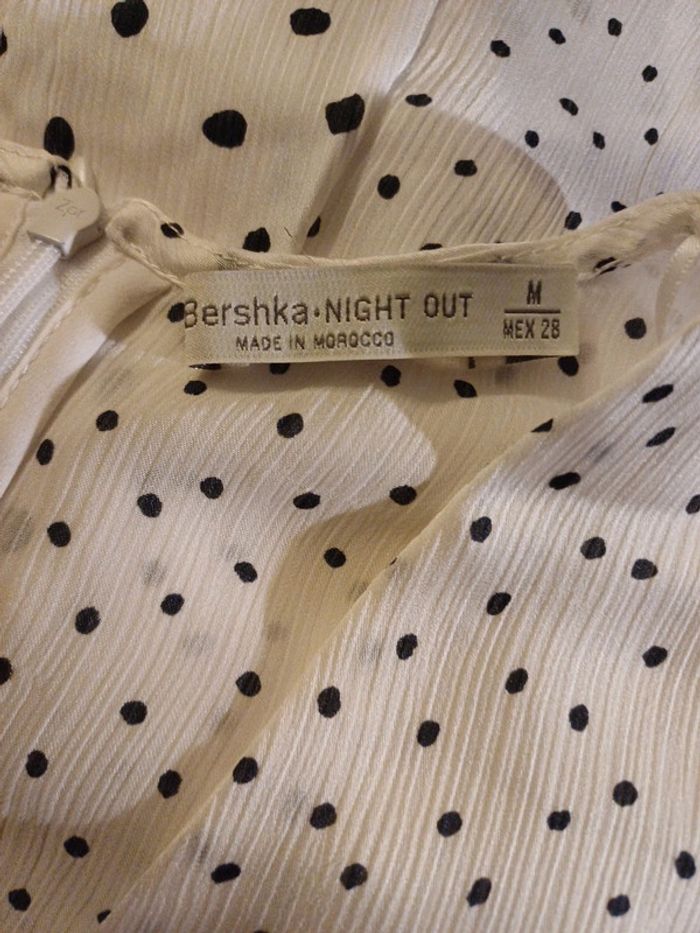 Bershka•NIGHT OUT
MADE IN MOROCCO
M
MEX 28